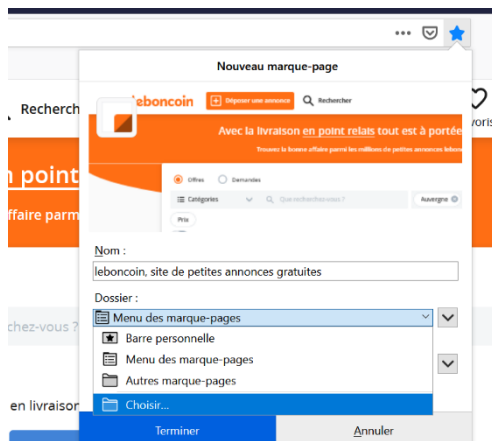 Nouveau marque-page
Recherch
oris
leboncoin
Déposer une annonce
Rechercher
Avec la livraison en point relais tout est à portée
Trouvez la bonne affaire parmi les millions de petites annonces lebon
n point
ffaire parm
Offres
Demandes
Catégories
Que recherchez-vous ?
Auvergne
Prix
Nom :
leboncoin, site de petites annonces gratuites
Dossier :
Menu des marque-pages
chez-vous ?
Barre personnelle
Menu des marque-pages
Autres marque-pages
Choisir...
en livraison
Terminer
Annuler